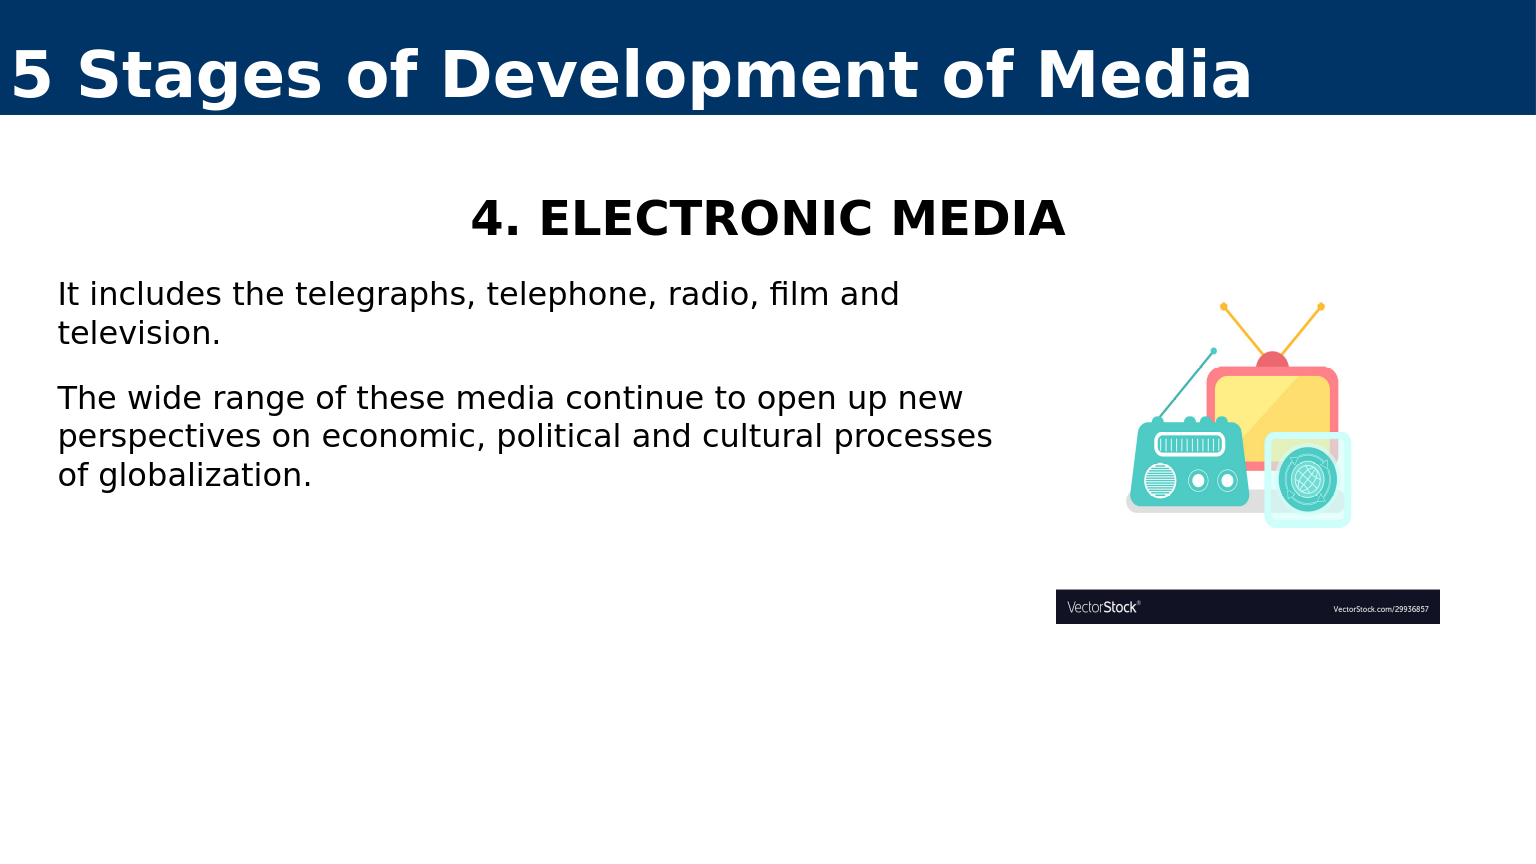 5 Stages of Development of Media
4. ELECTRONIC MEDIA
It includes the telegraphs, telephone, radio, film and
television.
The wide range of these media continue to open up new
perspectives on economic, political and cultural processes
of globalization.
VectorStock®
VectorStock.com/29936857